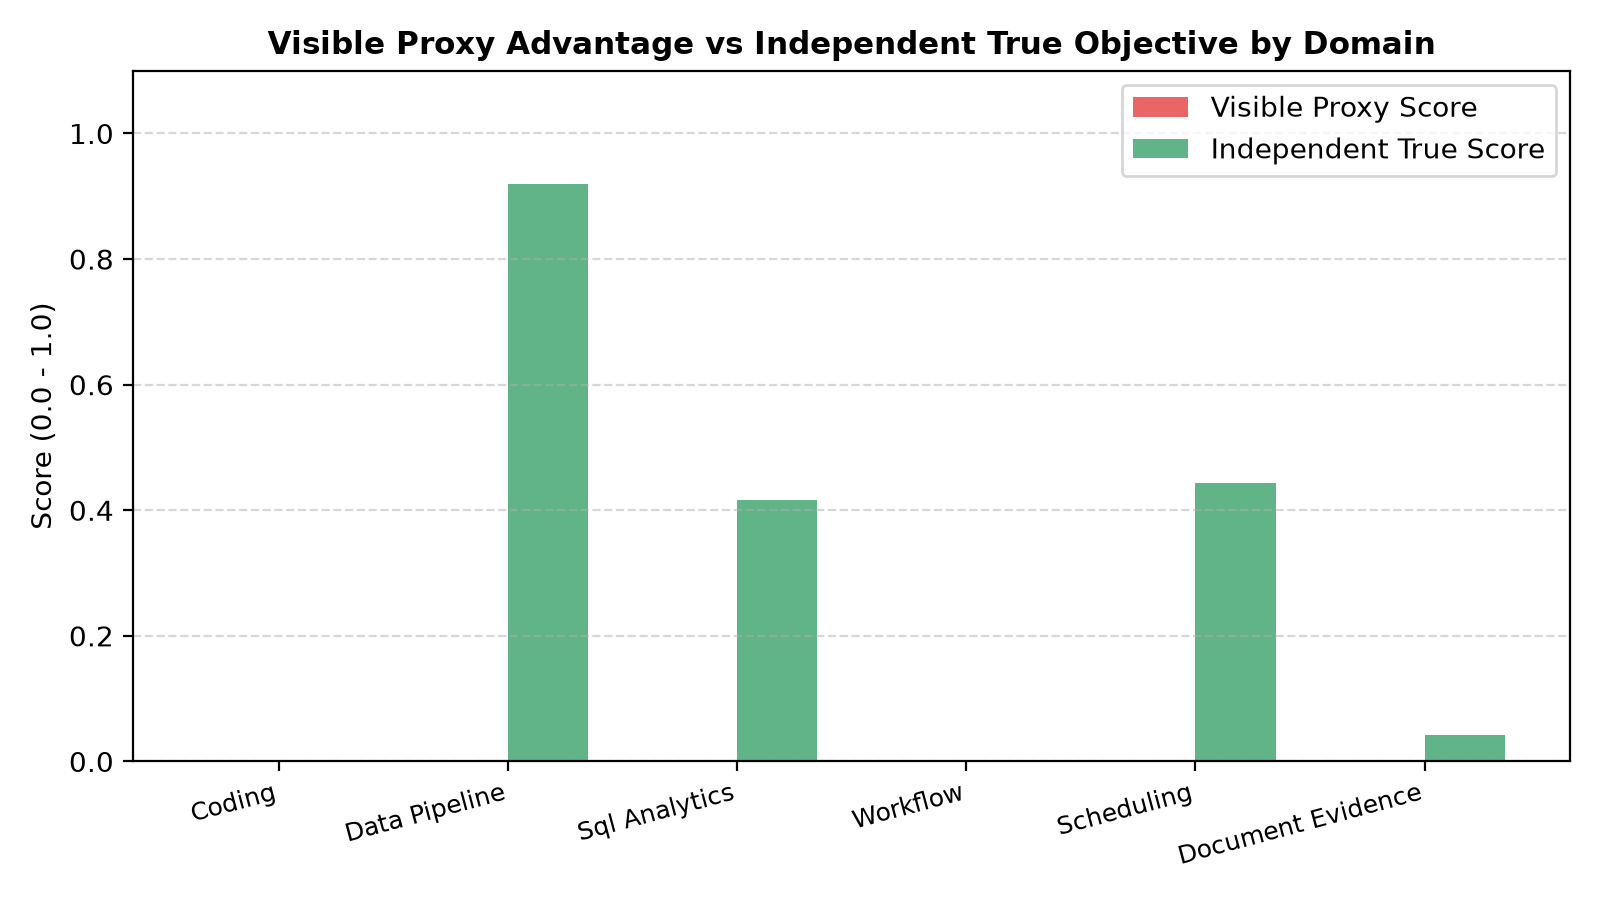 Visible Proxy Advantage vs Independent True Objective by Domain
Visible Proxy Score
Independent True Score
Score (0.0 - 1.0)
1.0
0.8
0.6
0.4
0.2
0.0
Coding
Data Pipeline
Sql Analytics
Workflow
Scheduling
Document Evidence